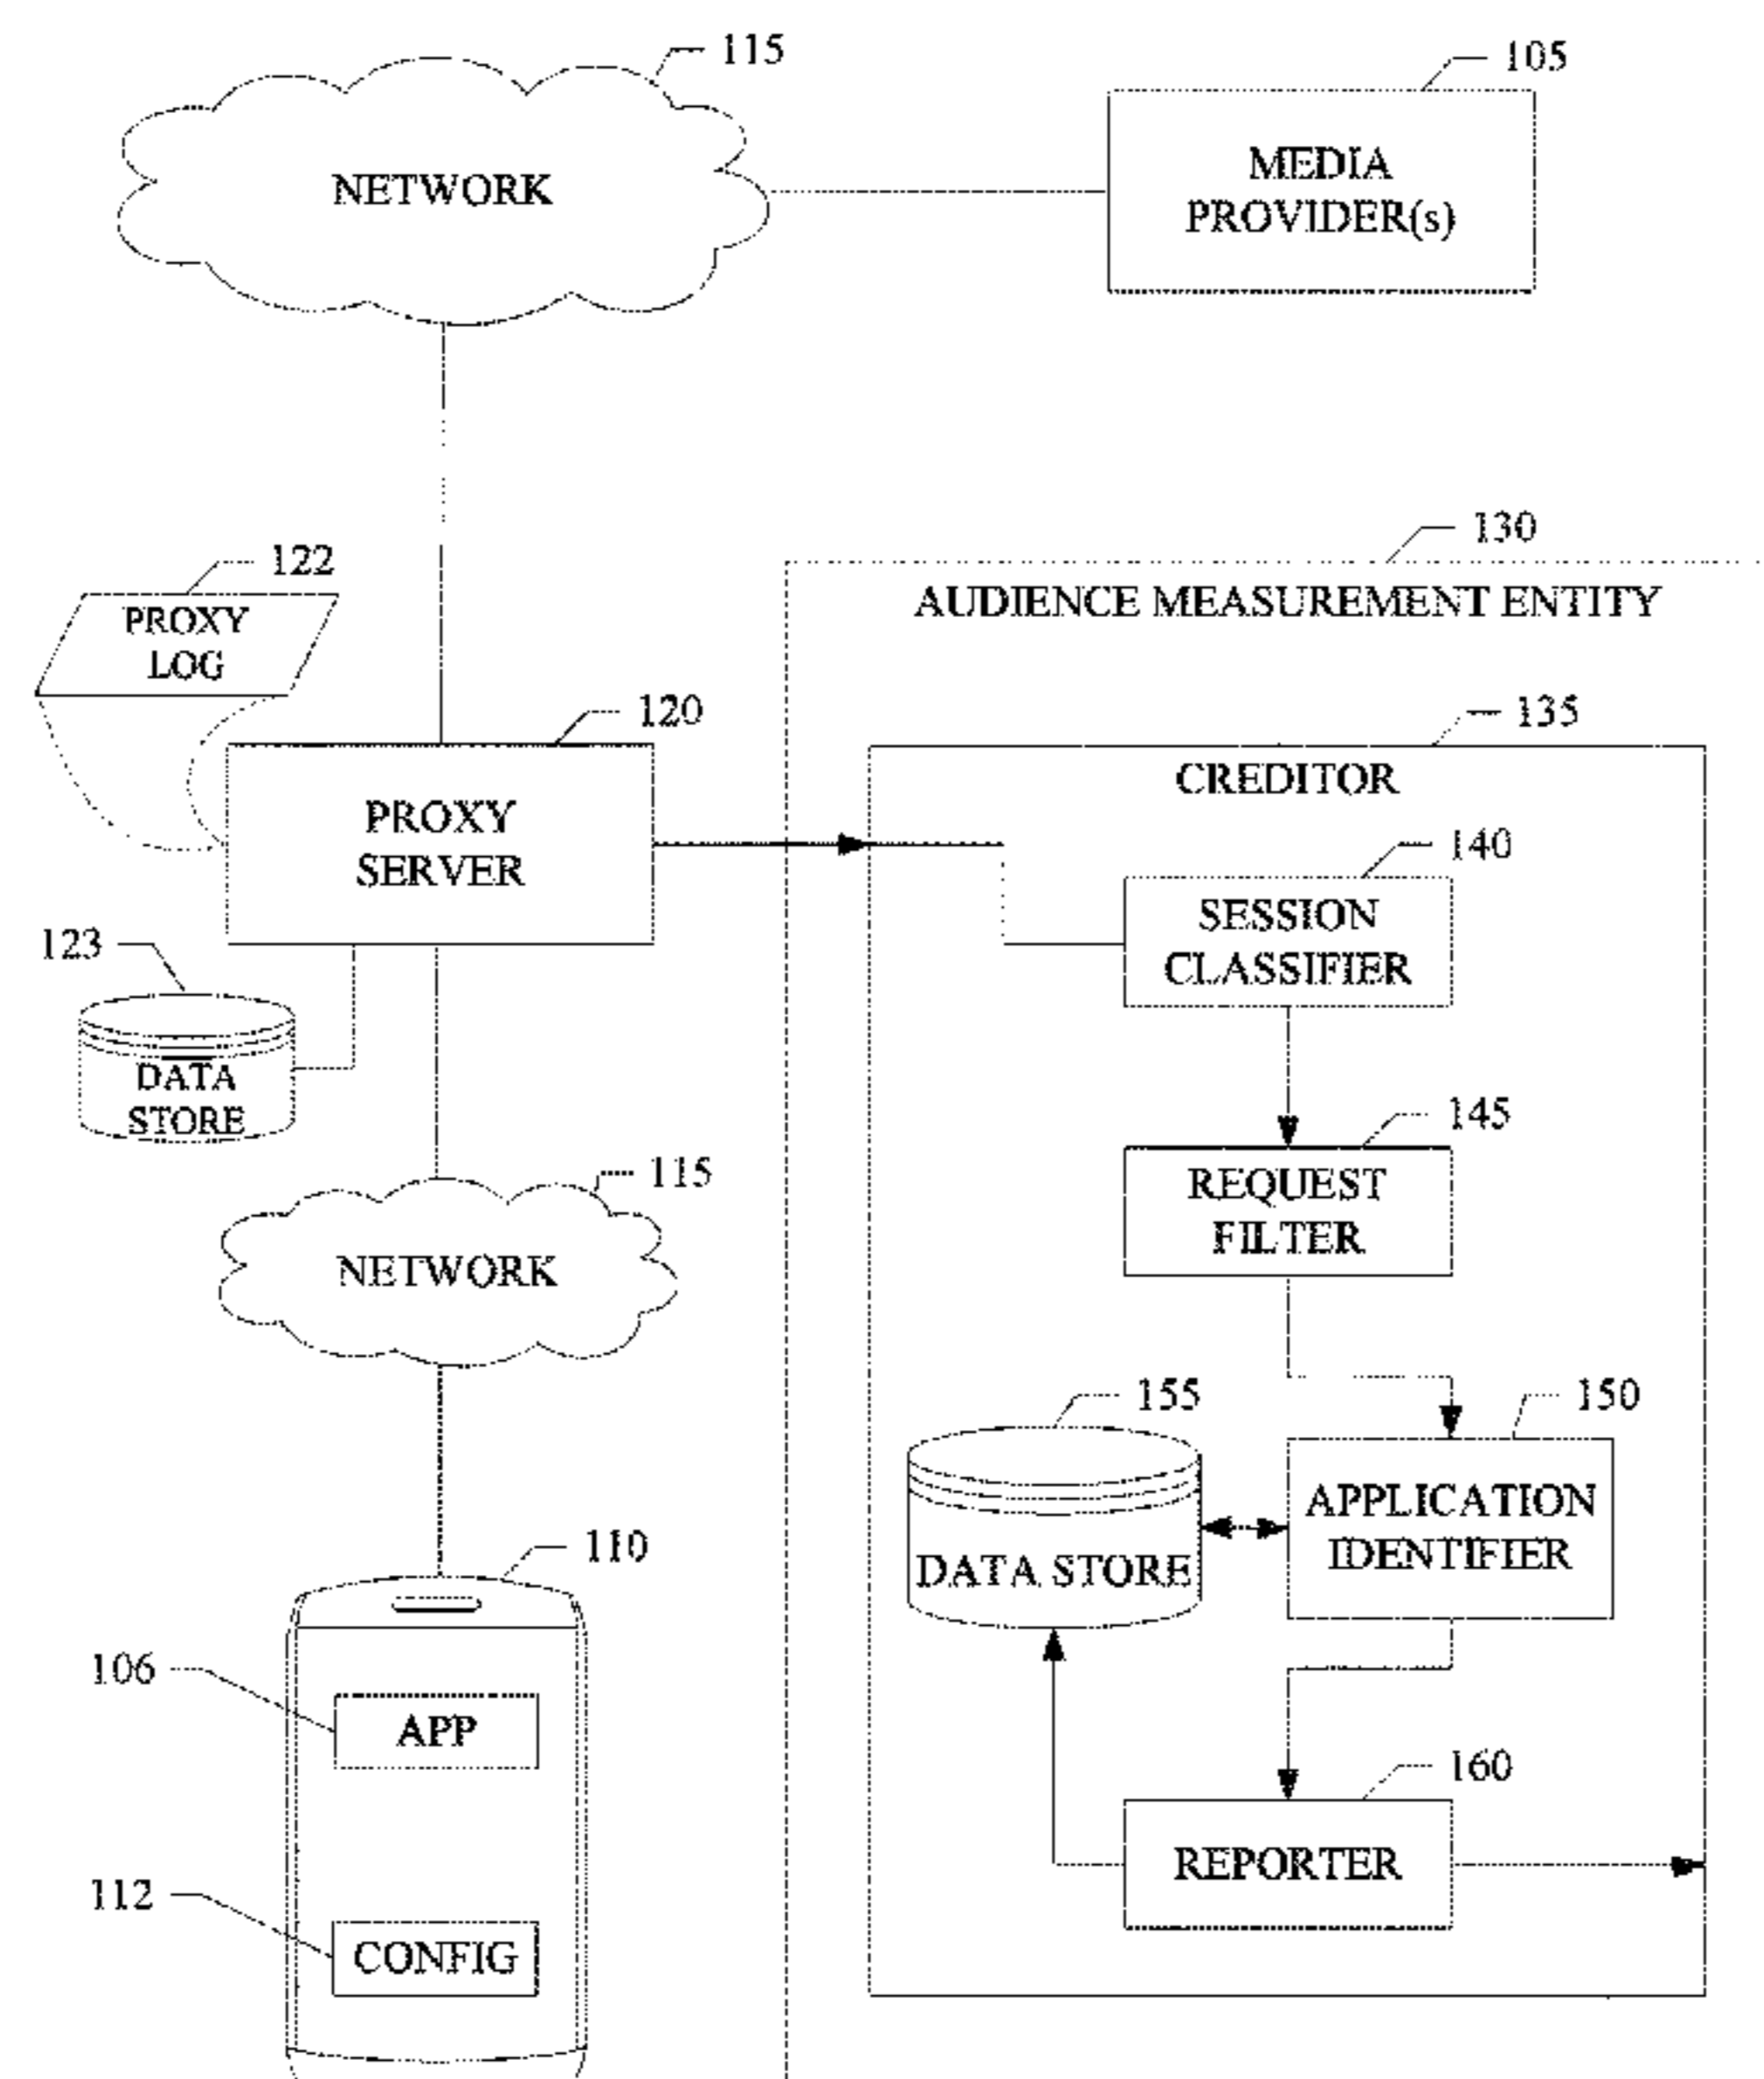 115
105
NETWORK
MEDIA
PROVIDER(s)
130
122
AUDIENCE MEASUREMENT ENTITY
PROXY
LOG
120
135
CREDITOR
PROXY
SERVER
140
SESSION
CLASSIFIER
123
DATA
STORE
145
115
REQUEST
FILTER
NETWORK
155
150
APPLICATION
IDENTIFIER
DATA STORE
110
106
APP
160
REPORTER
112
CONFIG